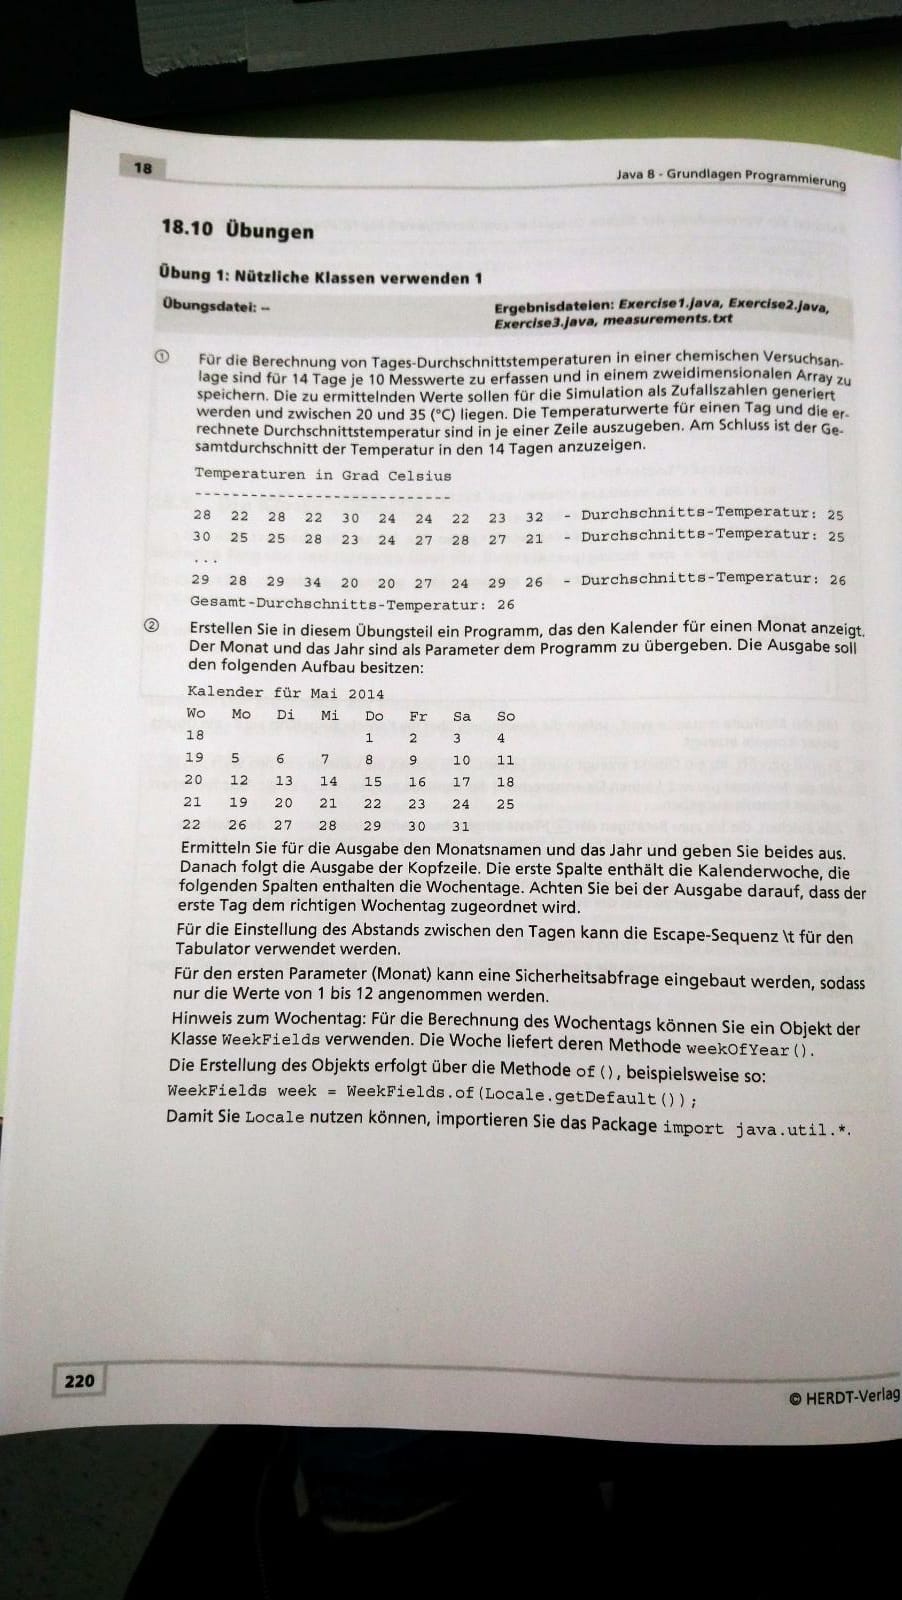 18
Java 8 - Grundlagen Programmierung
18.10 Übungen
Übung 1: Nützliche Klassen verwenden 1
Übungsdatei: --
Ergebnisdateien: Exercise1.java, Exercise2.java,
Exercise3.java, measurements.txt
① Für die Berechnung von Tages-Durchschnittstemperaturen in einer chemischen Versuchsan-
lage sind für 14 Tage je 10 Messwerte zu erfassen und in einem zweidimensionalen Array zu
speichern. Die zu ermittelnden Werte sollen für die Simulation als Zufallszahlen generiert
werden und zwischen 20 und 35 (°C) liegen. Die Temperaturwerte für einen Tag und die er-
rechnete Durchschnittstemperatur sind in je einer Zeile auszugeben. Am Schluss ist der Ge-
samtdurchschnitt der Temperatur in den 14 Tagen anzuzeigen.
Temperaturen in Grad Celsius
----------------------------
28 22 28 22 30 24 24 22 23 32 - Durchschnitts-Temperatur: 25
30 25 25 28 23 24 27 28 27 21 - Durchschnitts-Temperatur: 25
...
29 28 29 34 20 20 27 24 29 26 - Durchschnitts-Temperatur: 26
Gesamt-Durchschnitts-Temperatur: 26
② Erstellen Sie in diesem Übungsteil ein Programm, das den Kalender für einen Monat anzeigt.
Der Monat und das Jahr sind als Parameter dem Programm zu übergeben. Die Ausgabe soll
den folgenden Aufbau besitzen:
Kalender für Mai 2014
Wo Mo Di Mi Do Fr Sa So
18 1 2 3 4
19 5 6 7 8 9 10 11
20 12 13 14 15 16 17 18
21 19 20 21 22 23 24 25
22 26 27 28 29 30 31
Ermitteln Sie für die Ausgabe den Monatsnamen und das Jahr und geben Sie beides aus.
Danach folgt die Ausgabe der Kopfzeile. Die erste Spalte enthält die Kalenderwoche, die
folgenden Spalten enthalten die Wochentage. Achten Sie bei der Ausgabe darauf, dass der
erste Tag dem richtigen Wochentag zugeordnet wird.
Für die Einstellung des Abstands zwischen den Tagen kann die Escape-Sequenz \t für den
Tabulator verwendet werden.
Für den ersten Parameter (Monat) kann eine Sicherheitsabfrage eingebaut werden, sodass
nur die Werte von 1 bis 12 angenommen werden.
Hinweis zum Wochentag: Für die Berechnung des Wochentags können Sie ein Objekt der
Klasse WeekFields verwenden. Die Woche liefert deren Methode weekOfYear().
Die Erstellung des Objekts erfolgt über die Methode of(), beispielsweise so:
WeekFields week = WeekFields.of(Locale.getDefault());
Damit Sie Locale nutzen können, importieren Sie das Package import java.util.*.
220
© HERDT-Verlag